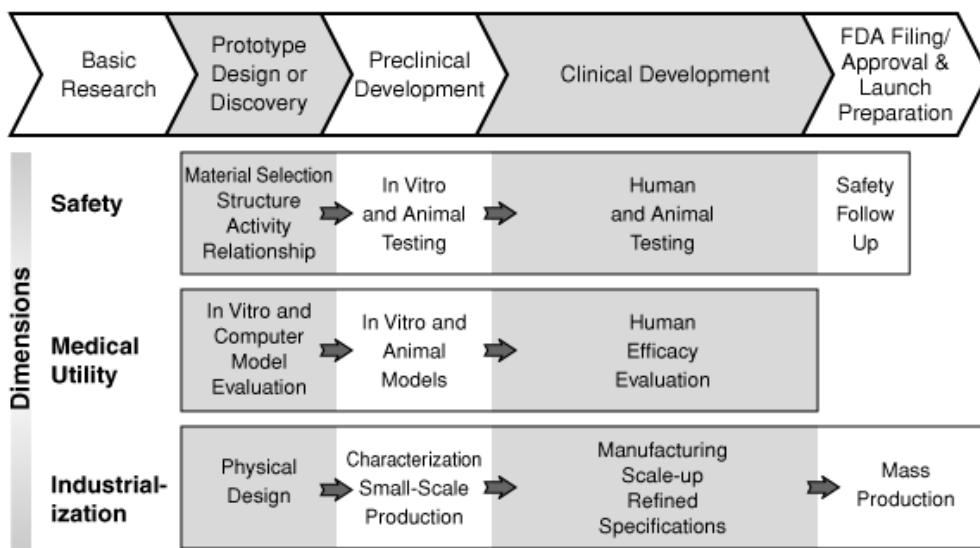 Basic
Research
Prototype
Design or
Discovery
Preclinical
Development
Clinical Development
FDA Filing/
Approval &
Launch
Preparation
Dimensions
Safety
Material Selection
Structure
Activity
Relationship
In Vitro
and Animal
Testing
Human
and Animal
Testing
Safety
Follow
Up
Medical
Utility
In Vitro and
Computer
Model
Evaluation
In Vitro and
Animal
Models
Human
Efficacy
Evaluation
Industrial-
ization
Physical
Design
Characterization
Small-Scale
Production
Manufacturing
Scale-up
Refined
Specifications
Mass
Production